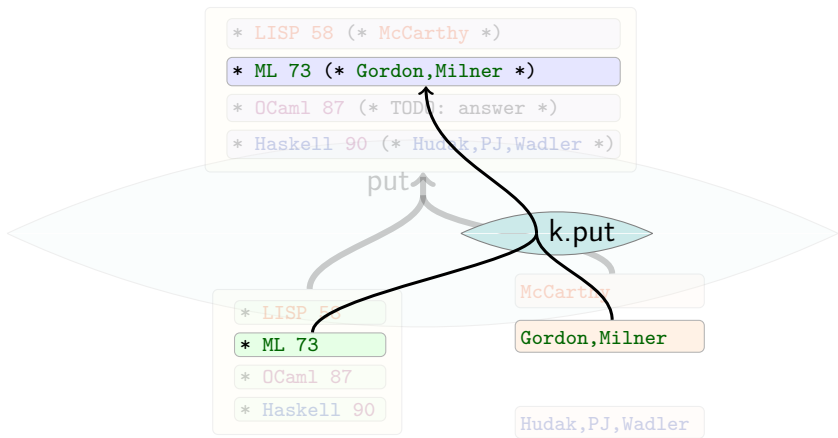 * LISP 58 (* McCarthy *)
* ML 73 (* Gordon,Milner *)
* OCaml 87 (* TODO: answer *)
* Haskell 90 (* Hudak,PJ,Wadler *)
put
k.put
* LISP 58
McCarthy
* ML 73
Gordon,Milner
* OCaml 87
* Haskell 90
Hudak,PJ,Wadler